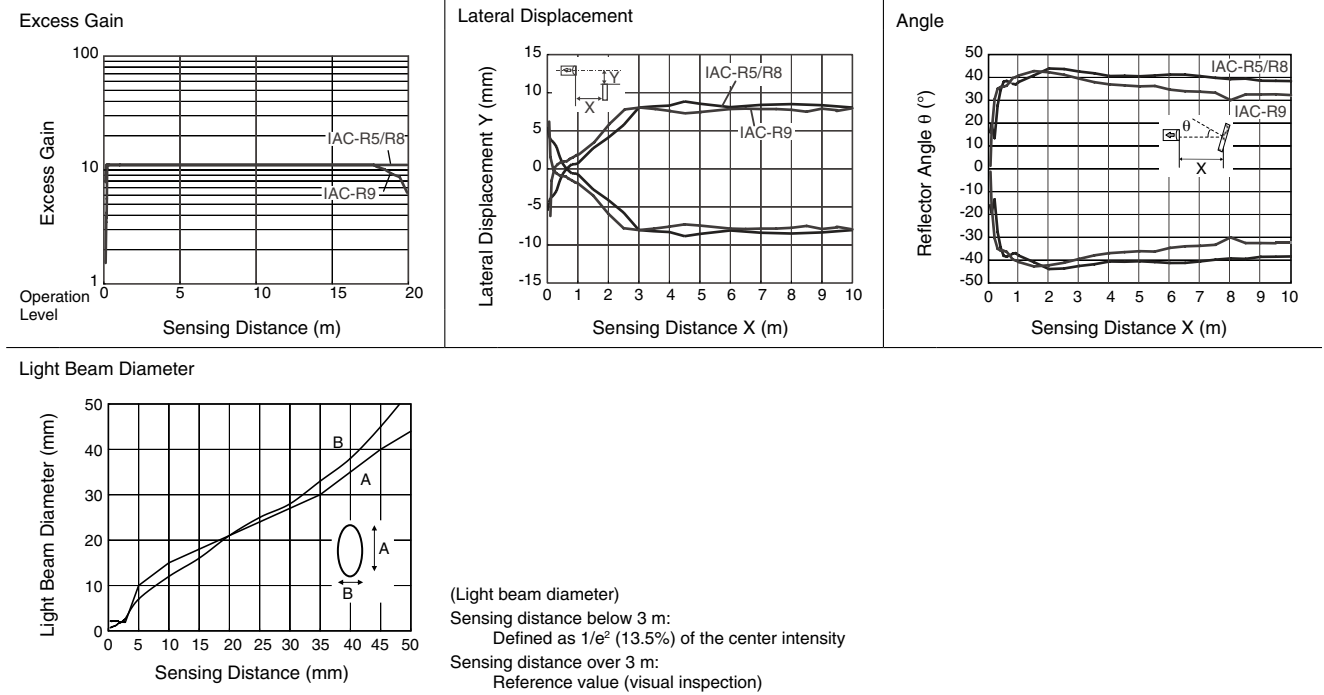 Excess Gain
100
10
1
Excess Gain
IAC-R5/R8
IAC-R9
Operation
Level
0 5 10 15 20
Sensing Distance (m)
Lateral Displacement
15
10
5
0
-5
-10
-15
Lateral Displacement Y (mm)
Y
X
IAC-R5/R8
IAC-R9
0 1 2 3 4 5 6 7 8 9 10
Sensing Distance X (m)
Angle
50
40
30
20
10
0
-10
-20
-30
-40
-50
Reflector Angle θ (°)
IAC-R5/R8
IAC-R9
θ
X
0 1 2 3 4 5 6 7 8 9 10
Sensing Distance X (m)
Light Beam Diameter
50
40
30
20
10
0
Light Beam Diameter (mm)
B
A
A
B
0 5 10 15 20 25 30 35 40 45 50
Sensing Distance (mm)
(Light beam diameter)
Sensing distance below 3 m:
Defined as 1/e² (13.5%) of the center intensity
Sensing distance over 3 m:
Reference value (visual inspection)